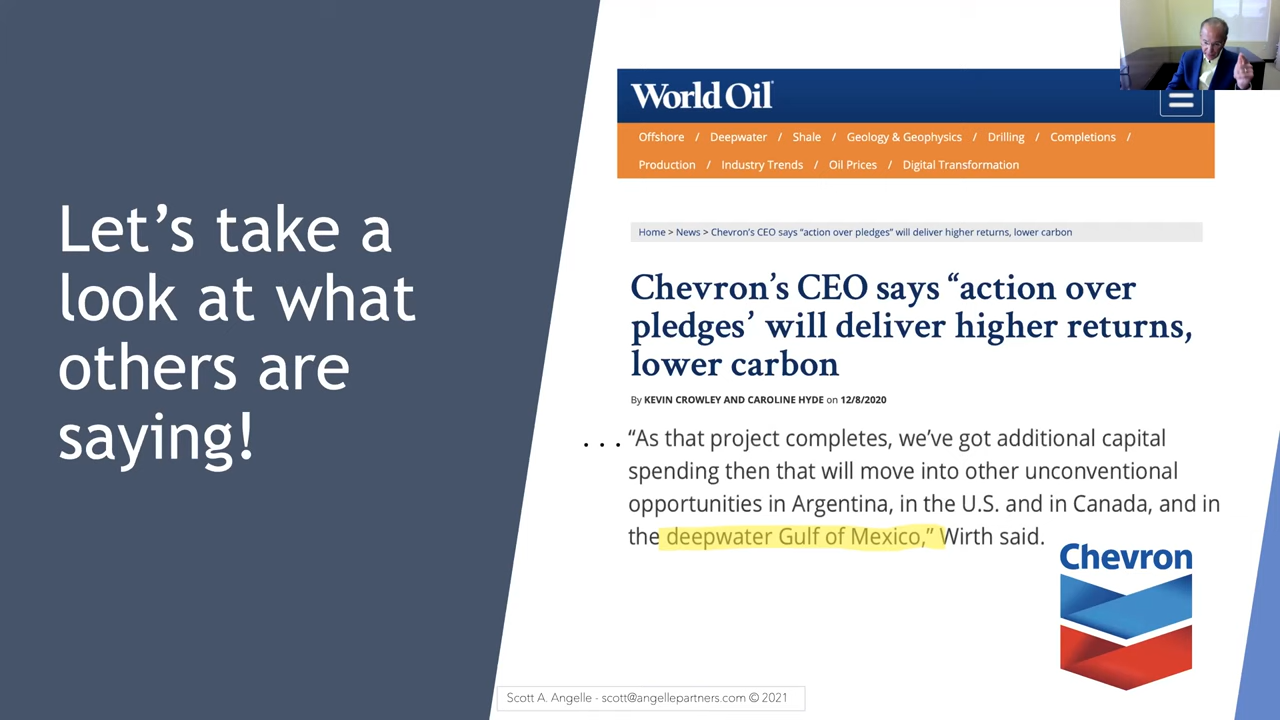 Let’s take a
look at what
others are
saying!
World Oil®
Offshore / Deepwater / Shale / Geology & Geophysics / Drilling / Completions /
Production / Industry Trends / Oil Prices / Digital Transformation
Home > News > Chevron’s CEO says “action over pledges” will deliver higher returns, lower carbon
Chevron’s CEO says “action over
pledges’ will deliver higher returns,
lower carbon
By KEVIN CROWLEY AND CAROLINE HYDE on 12/8/2020
. . . “As that project completes, we’ve got additional capital
spending then that will move into other unconventional
opportunities in Argentina, in the U.S. and in Canada, and in
the deepwater Gulf of Mexico,” Wirth said.
Chevron
Scott A. Angelle - scott@angellepartners.com © 2021